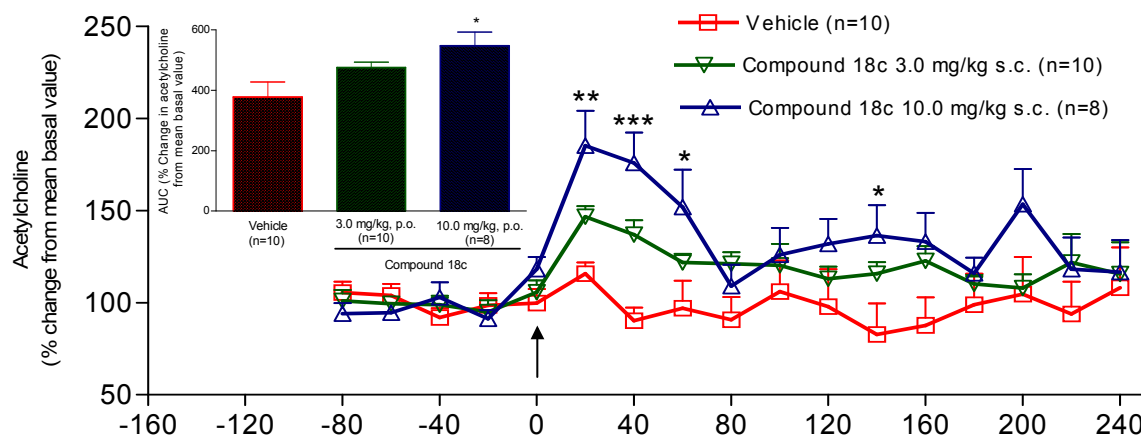 250
200
150
100
50
Acetylcholine
(% change from mean basal value)
-160
-120
-80
-40
0
40
80
120
160
200
240
Vehicle (n=10)
Compound 18c 3.0 mg/kg s.c. (n=10)
Compound 18c 10.0 mg/kg s.c. (n=8)
**
***
*
*
AUC (% Change in acetylcholine
from mean basal value)
600
400
200
0
*
Vehicle
(n=10)
3.0 mg/kg, p.o.
(n=10)
10.0 mg/kg, p.o.
(n=8)
Compound 18c